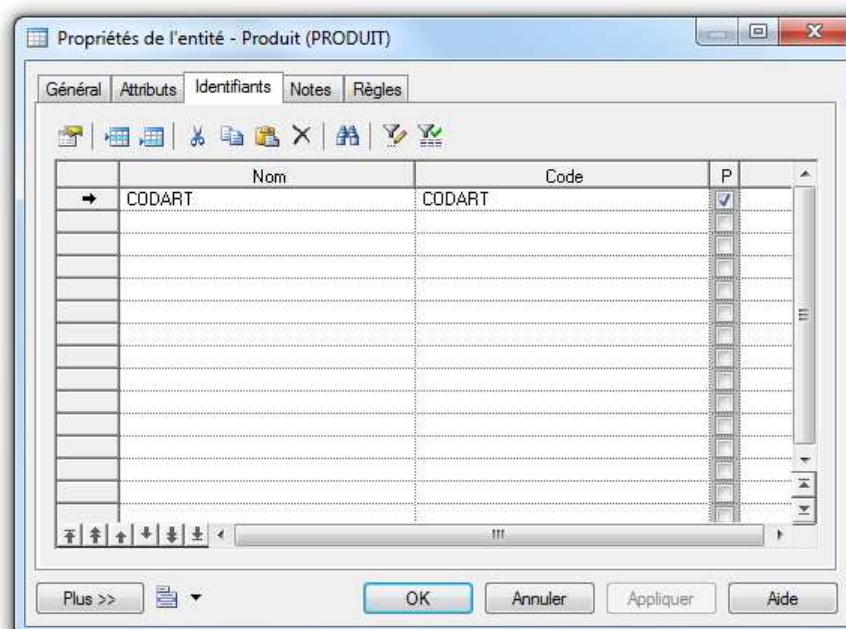 Propriétés de l'entité - Produit (PRODUIT)
Général Attributs Identifiants Notes Règles
Nom Code P
CODART CODART
Plus >> OK Annuler Appliquer Aide